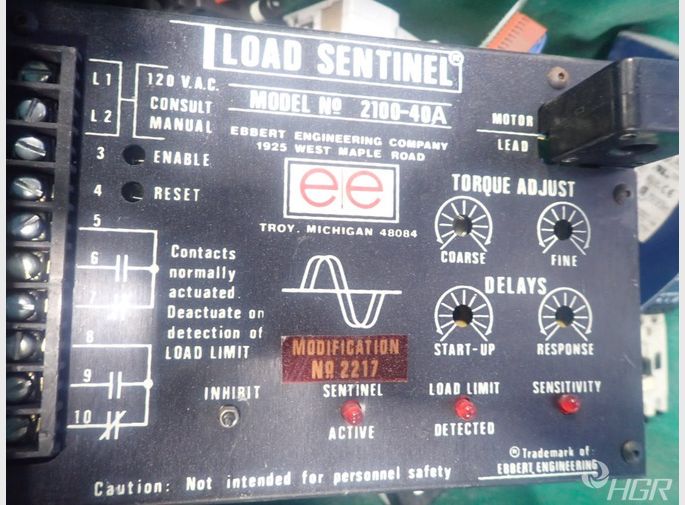 LOAD SENTINEL®
MODEL Nº 2100-40A
EBBERT ENGINEERING COMPANY
1925 WEST MAPLE ROAD
ee
TROY, MICHIGAN 48084
L1
L2
120 V.A.C.
CONSULT
MANUAL
3 ENABLE
4 RESET
5
6
7
8
9
10
Contacts
normally
actuated.
Deactuate on
detection of
LOAD LIMIT
MOTOR
LEAD
TORQUE ADJUST
COARSE FINE
DELAYS
START-UP RESPONSE
MODIFICATION
Nº 2217
INHIBIT
SENTINEL
ACTIVE
LOAD LIMIT
DETECTED
SENSITIVITY
®Trademark of
EBBERT ENGINEERING
Caution: Not intended for personnel safety
HGR